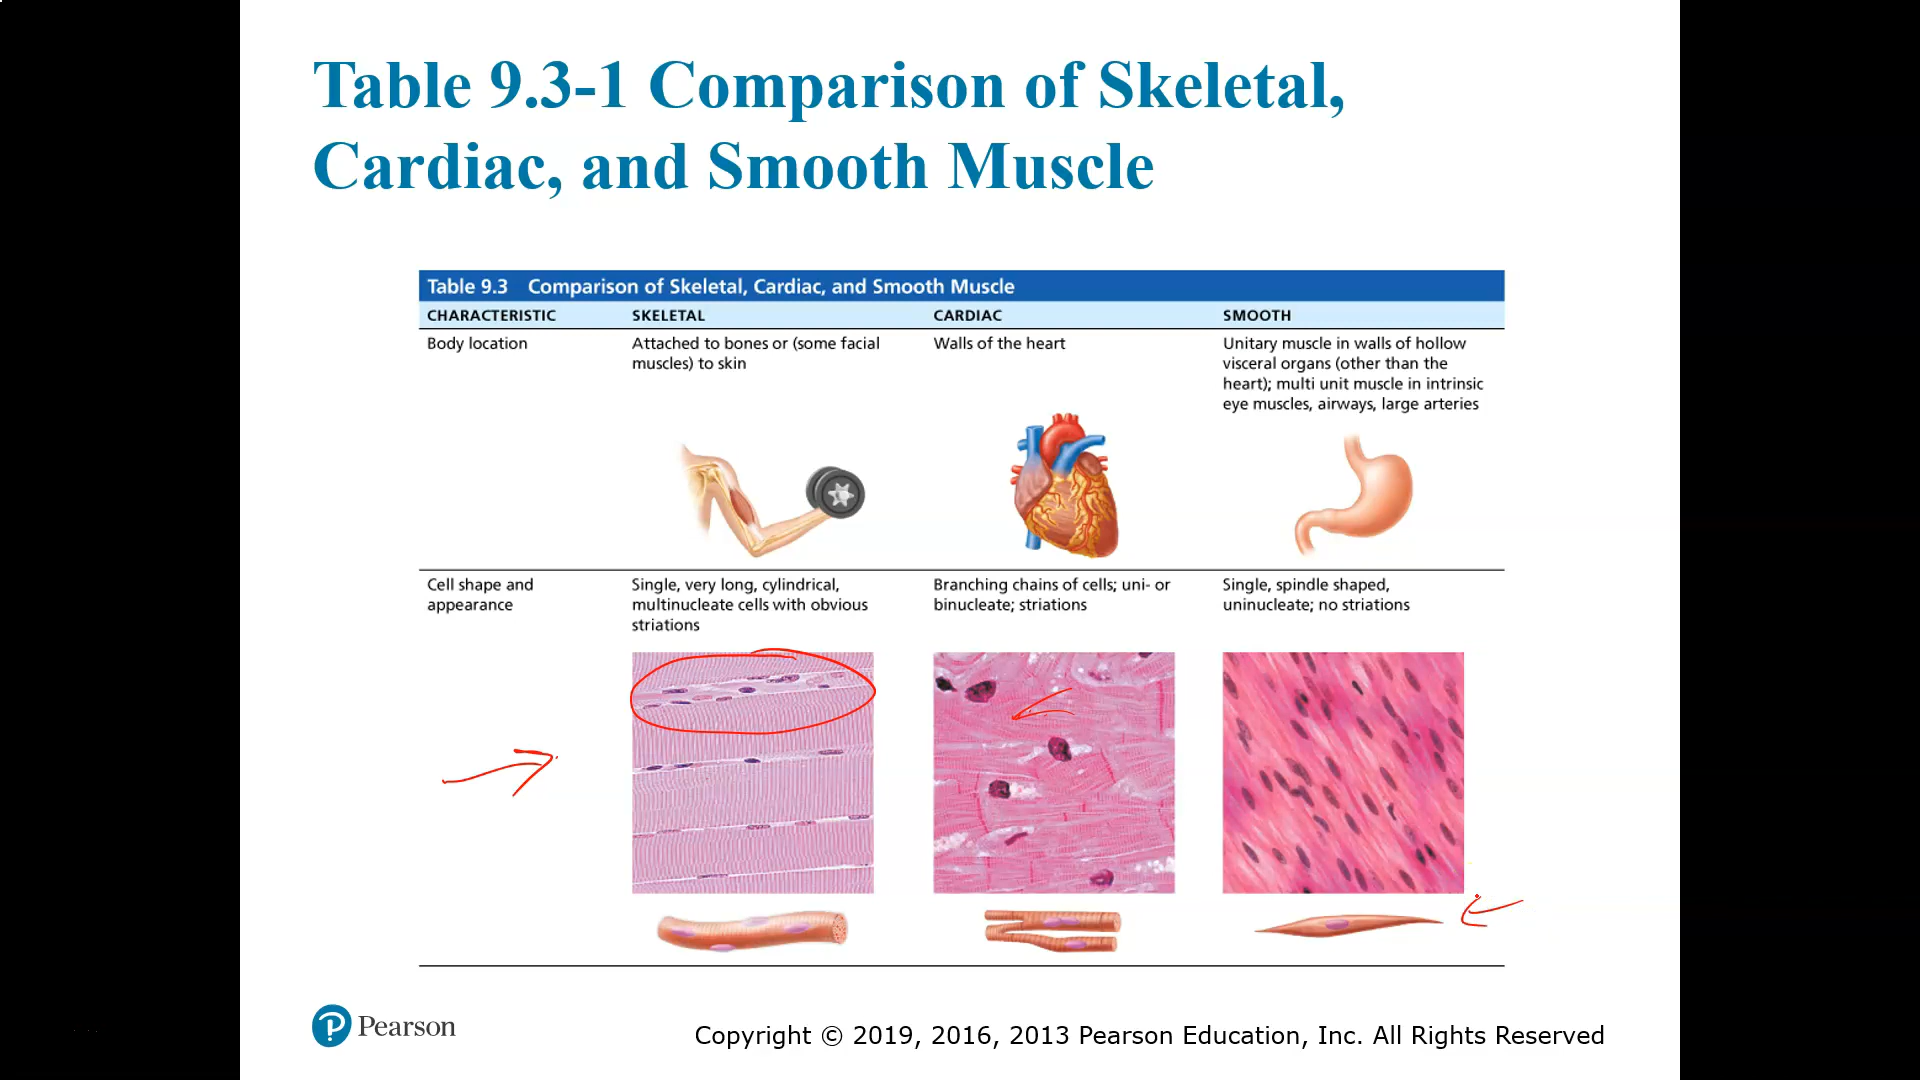 Table 9.3-1 Comparison of Skeletal,
Cardiac, and Smooth Muscle
Table 9.3 Comparison of Skeletal, Cardiac, and Smooth Muscle
CHARACTERISTIC SKELETAL CARDIAC SMOOTH
Body location
Attached to bones or (some facial
muscles) to skin
Walls of the heart
Unitary muscle in walls of hollow
visceral organs (other than the
heart); multi unit muscle in intrinsic
eye muscles, airways, large arteries
Cell shape and
appearance
Single, very long, cylindrical,
multinucleate cells with obvious
striations
Branching chains of cells; uni- or
binucleate; striations
Single, spindle shaped,
uninucleate; no striations
Pearson
Copyright © 2019, 2016, 2013 Pearson Education, Inc. All Rights Reserved